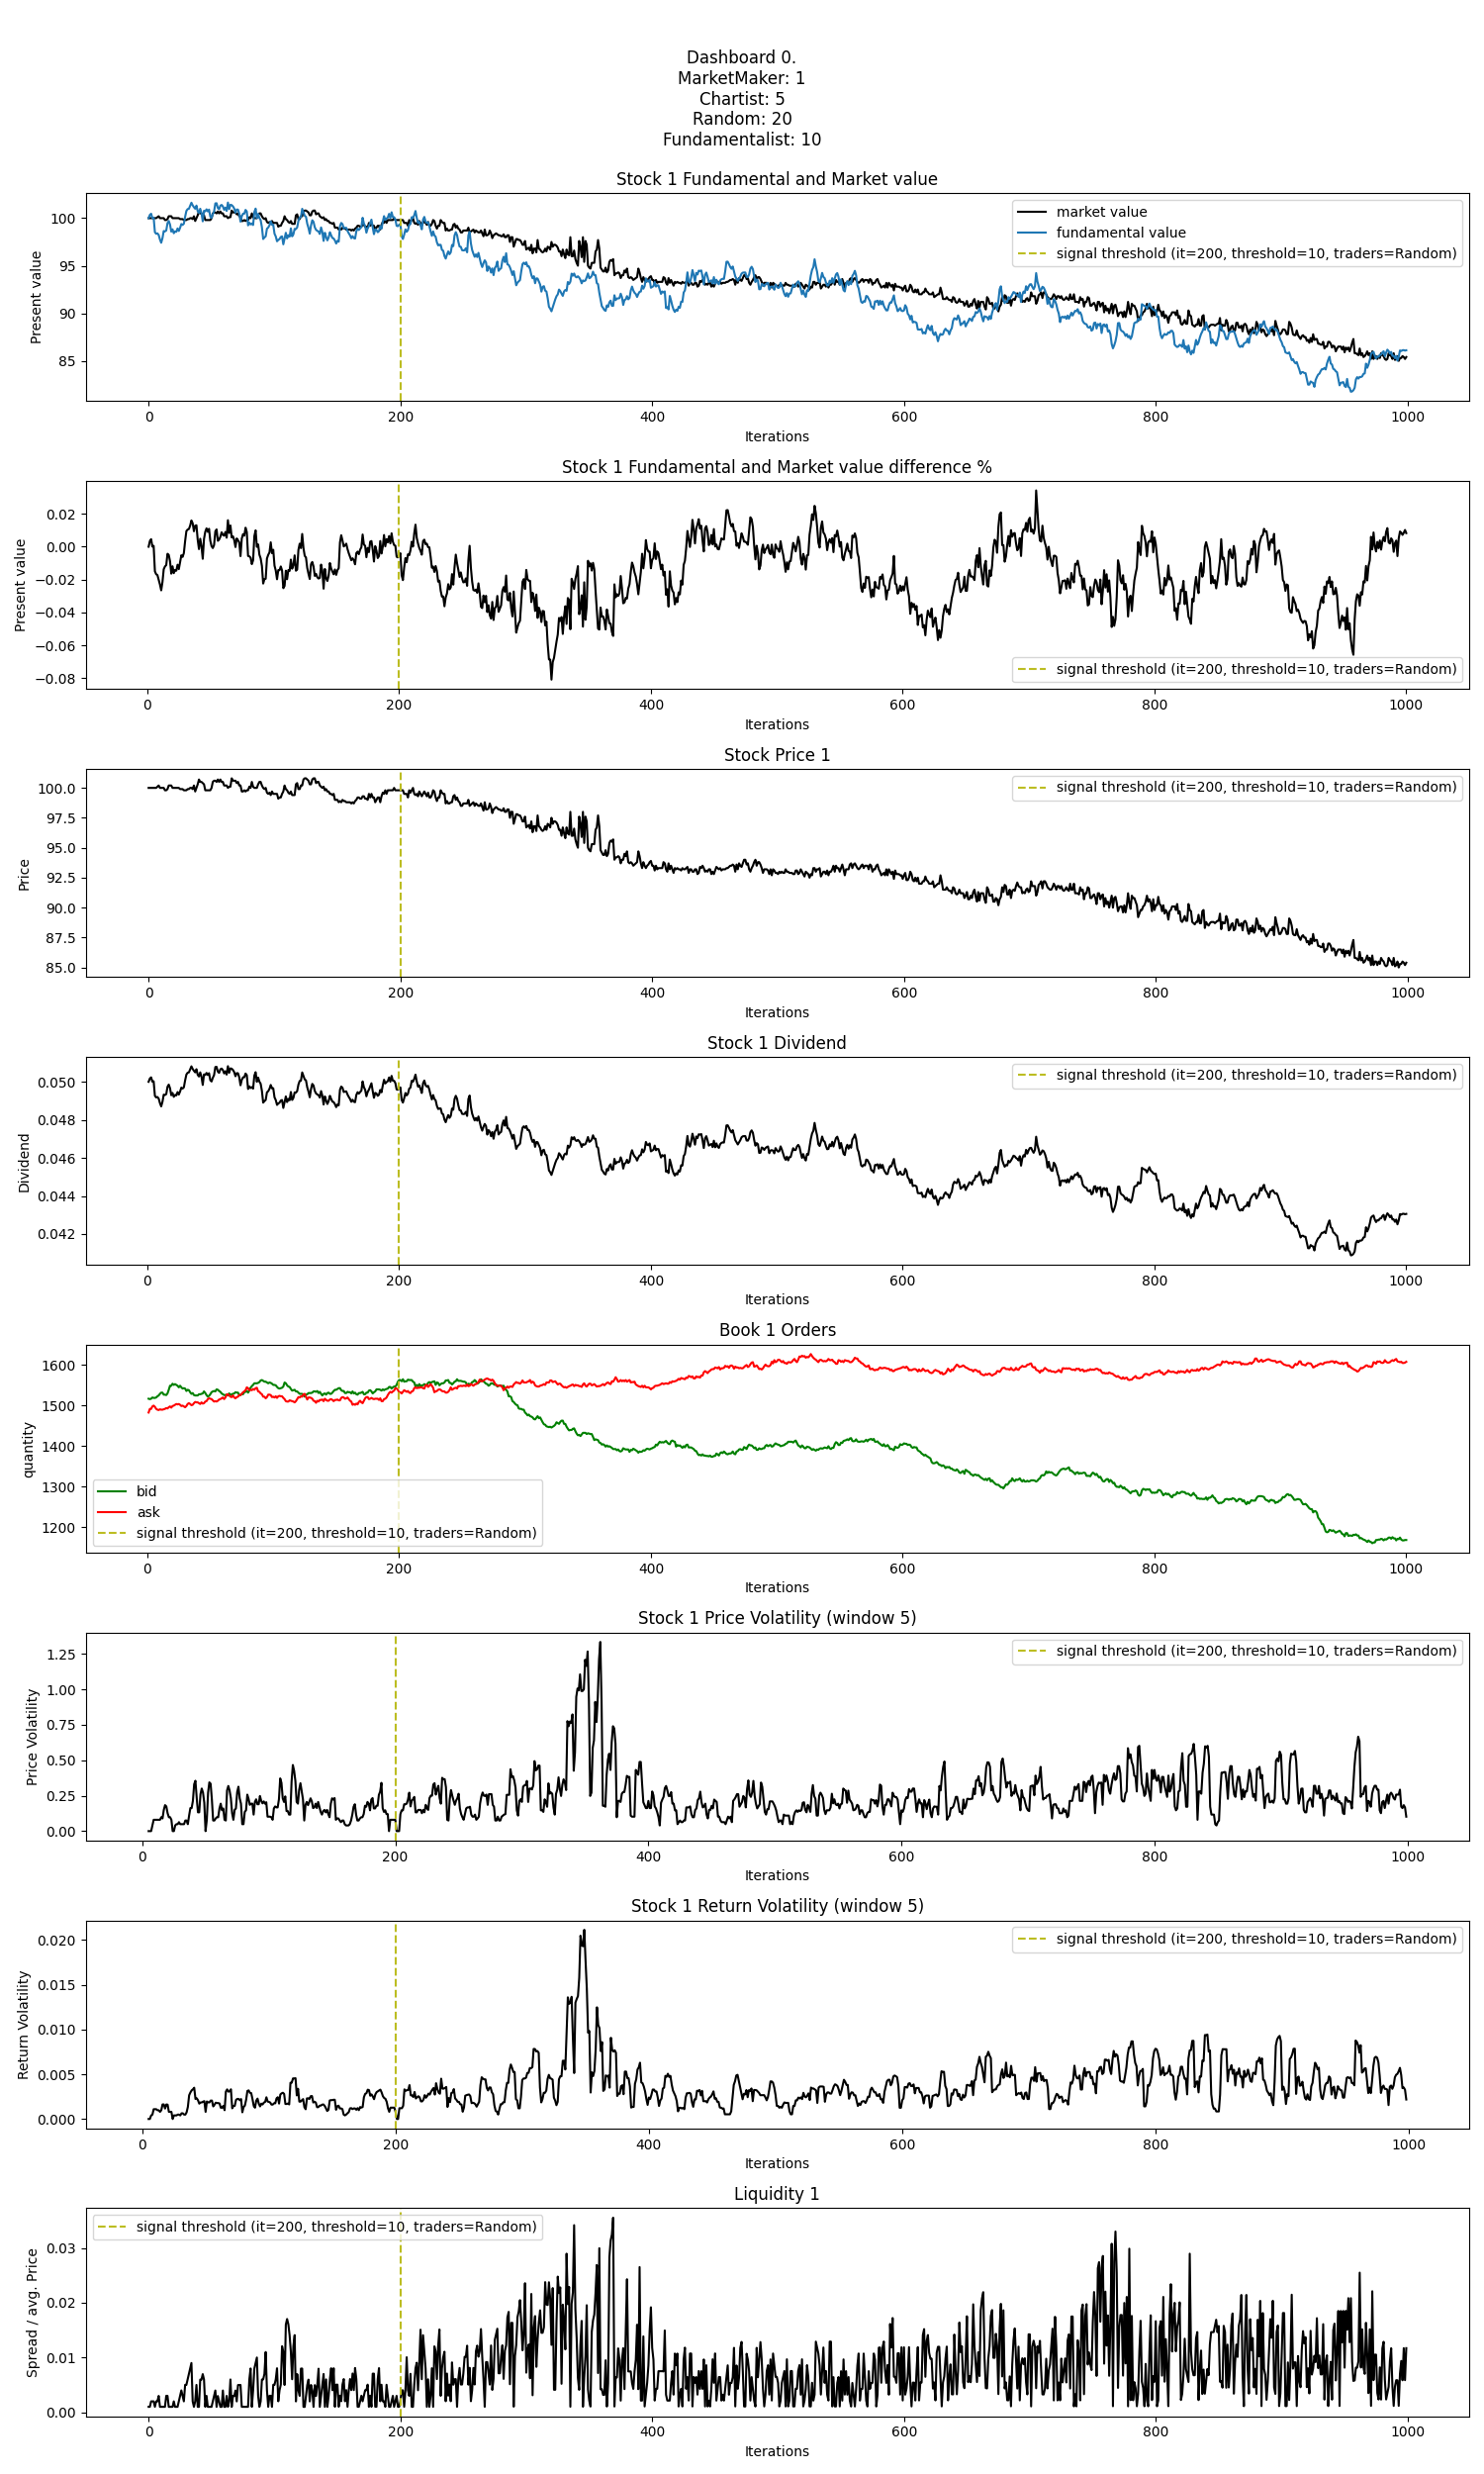 Dashboard 0.
MarketMaker: 1
Chartist: 5
Random: 20
Fundamentalist: 10
Stock 1 Fundamental and Market value
Present value
100
95
90
85
market value
fundamental value
signal threshold (it=200, threshold=10, traders=Random)
0 200 400 600 800 1000
Iterations
Stock 1 Fundamental and Market value difference %
Present value
0.02
0.00
−0.02
−0.04
−0.06
−0.08
signal threshold (it=200, threshold=10, traders=Random)
0 200 400 600 800 1000
Iterations
Stock Price 1
Price
100.0
97.5
95.0
92.5
90.0
87.5
85.0
signal threshold (it=200, threshold=10, traders=Random)
0 200 400 600 800 1000
Iterations
Stock 1 Dividend
Dividend
0.050
0.048
0.046
0.044
0.042
signal threshold (it=200, threshold=10, traders=Random)
0 200 400 600 800 1000
Iterations
Book 1 Orders
quantity
1600
1500
1400
1300
1200
bid
ask
signal threshold (it=200, threshold=10, traders=Random)
0 200 400 600 800 1000
Iterations
Stock 1 Price Volatility (window 5)
Price Volatility
1.25
1.00
0.75
0.50
0.25
0.00
signal threshold (it=200, threshold=10, traders=Random)
0 200 400 600 800 1000
Iterations
Stock 1 Return Volatility (window 5)
Return Volatility
0.020
0.015
0.010
0.005
0.000
signal threshold (it=200, threshold=10, traders=Random)
0 200 400 600 800 1000
Iterations
Liquidity 1
Spread / avg. Price
0.03
0.02
0.01
0.00
signal threshold (it=200, threshold=10, traders=Random)
0 200 400 600 800 1000
Iterations